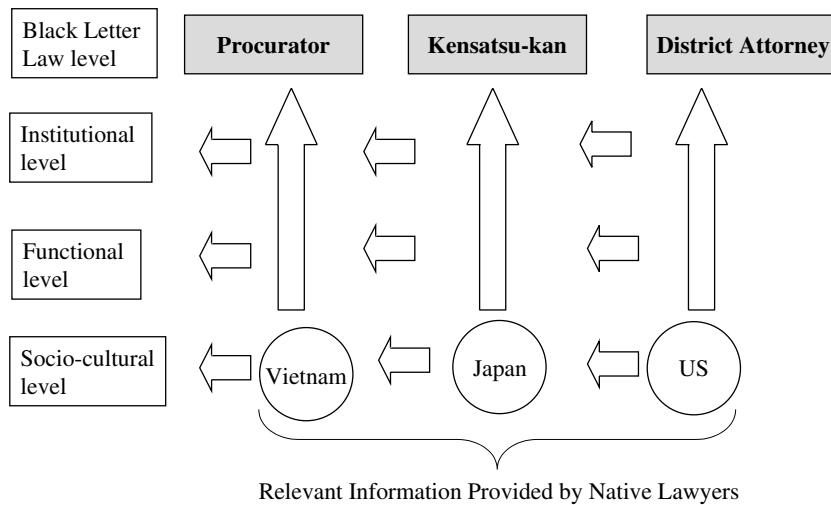 Black Letter
Law level
Procurator
Kensatsu-kan
District Attorney
Institutional
level
Functional
level
Socio-cultural
level
Vietnam
Japan
US
Relevant Information Provided by Native Lawyers